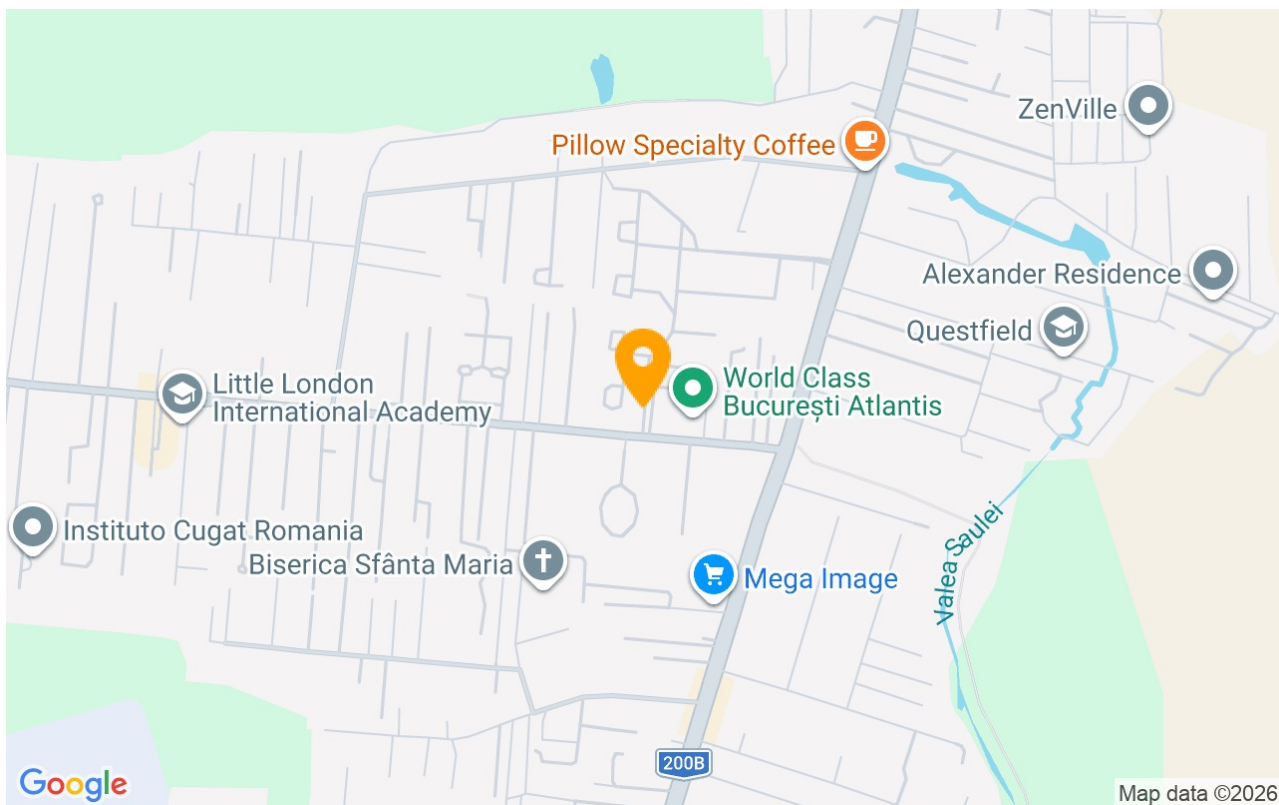 ZenVille
Pillow Specialty Coffee
Alexander Residence
Questfield
Little London
International Academy
World Class
București Atlantis
Instituto Cugat Romania
Biserica Sfânta Maria
Mega Image
Valea Saulei
200B
Google
Map data ©2026